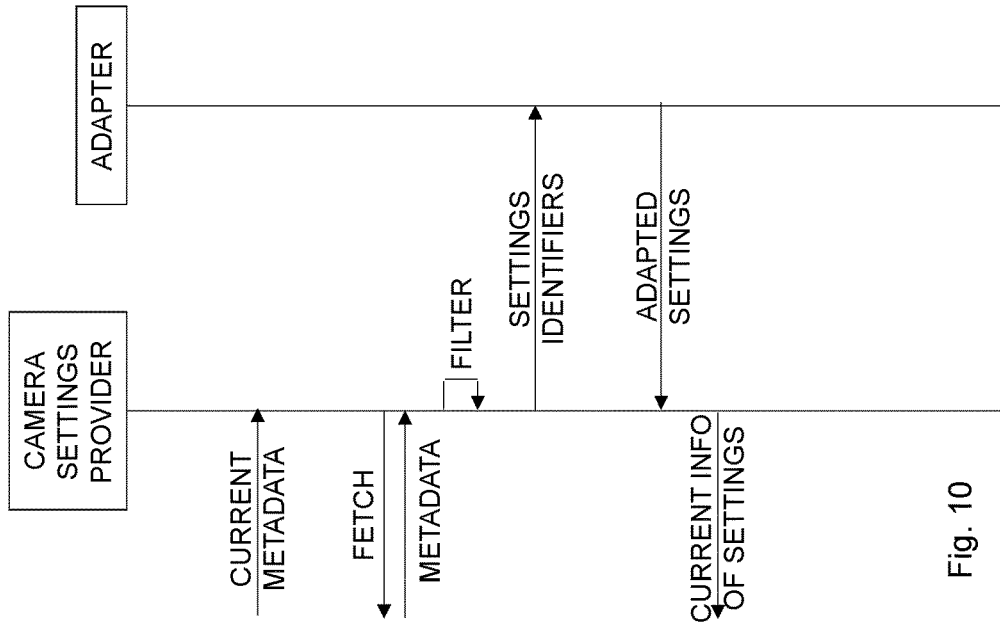 CAMERA
SETTINGS
PROVIDER
ADAPTER
CURRENT
METADATA
FETCH
METADATA
FILTER
SETTINGS
IDENTIFIERS
ADAPTED
SETTINGS
CURRENT INFO
OF SETTINGS
Fig. 10